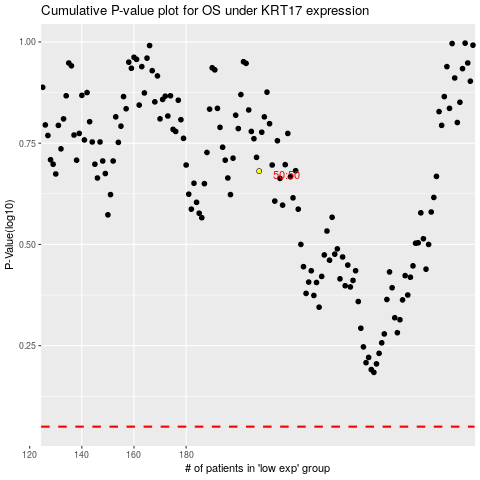 Cumulative P-value plot for OS under KRT17 expression
P-Value(log10)
1.00
0.75
0.50
0.25
50:50
120 140 160 180
# of patients in 'low exp' group